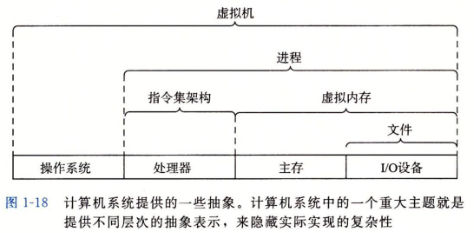 虚拟机
进程
指令集架构
虚拟内存
文件
操作系统
处理器
主存
I/O设备
图 1-18 计算机系统提供的一些抽象。计算机系统中的一个重大主题就是
提供不同层次的抽象表示，来隐藏实际实现的复杂性